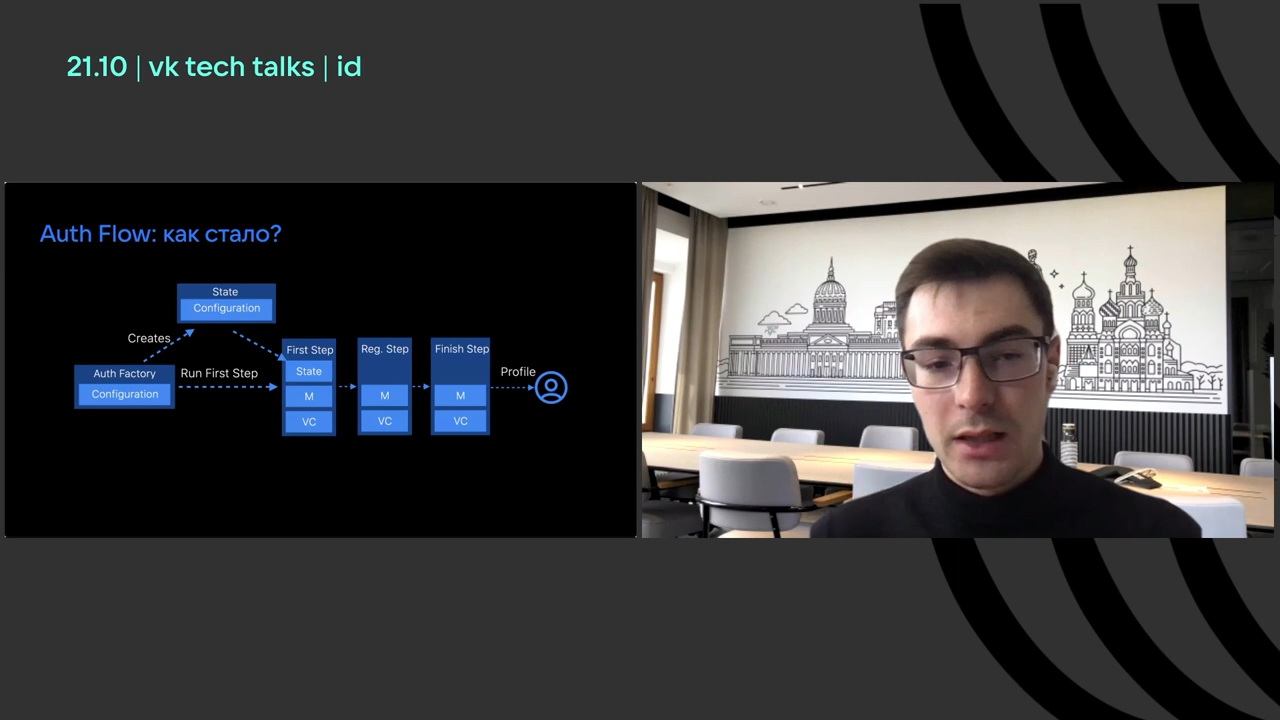 21.10 | vk tech talks | id
Auth Flow: как стало?
State
Configuration
Creates
Auth Factory
Configuration
Run First Step
First Step
State
M
VC
Reg. Step
M
VC
Finish Step
M
VC
Profile